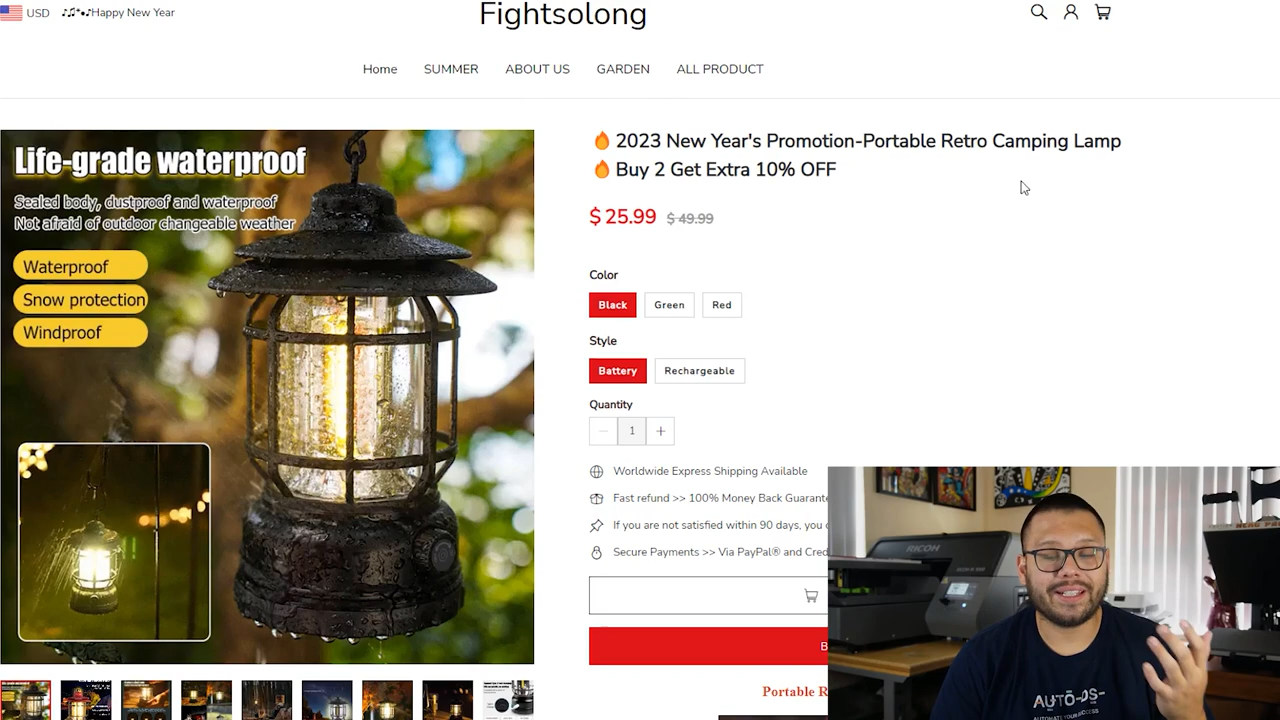 USD
♫♪*•♪Happy New Year
Fightsolong
Home SUMMER ABOUT US GARDEN ALL PRODUCT
Life-grade waterproof
Sealed body, dustproof and waterproof
Not afraid of outdoor changeable weather
Waterproof
Snow protection
Windproof
🔥 2023 New Year's Promotion-Portable Retro Camping Lamp
🔥 Buy 2 Get Extra 10% OFF
$ 25.99 $ 49.99
Color
Black Green Red
Style
Battery Rechargeable
Quantity
1
Worldwide Express Shipping Available
Fast refund >> 100% Money Back Guarante
If you are not satisfied within 90 days, you
Secure Payments >> Via PayPal® and Cred
B
Portable R
RICOH
AUTO-DS-
AUTOMATE YOUR SUCCESS